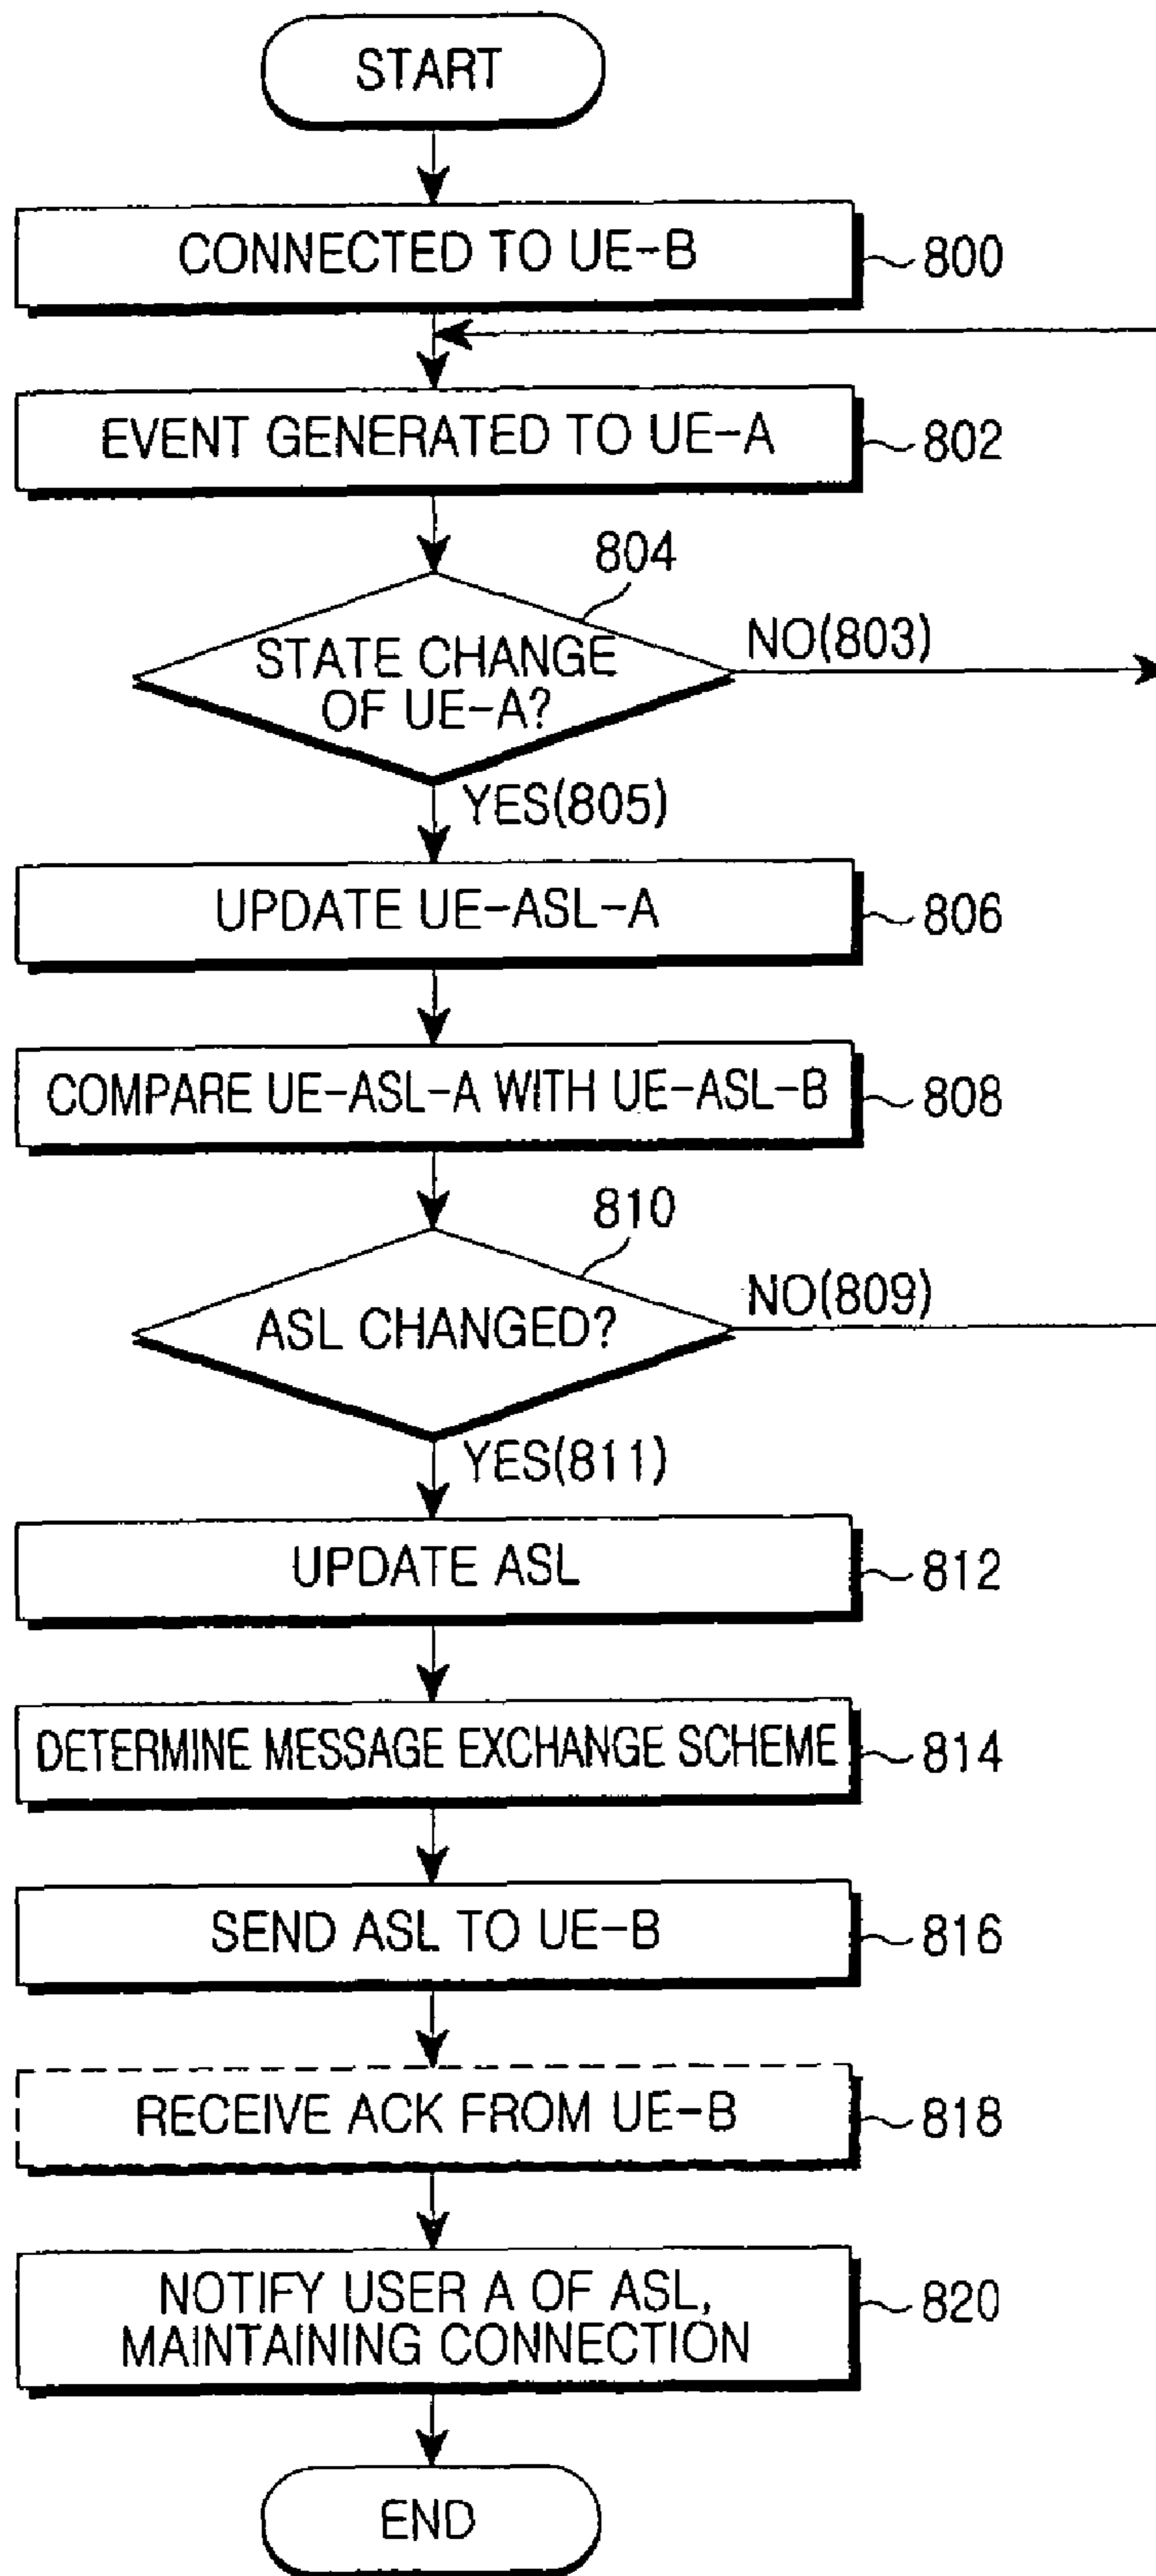 START
CONNECTED TO UE-B
800
EVENT GENERATED TO UE-A
802
804
STATE CHANGE
OF UE-A?
NO(803)
YES(805)
UPDATE UE-ASL-A
806
COMPARE UE-ASL-A WITH UE-ASL-B
808
810
ASL CHANGED?
NO(809)
YES(811)
UPDATE ASL
812
DETERMINE MESSAGE EXCHANGE SCHEME
814
SEND ASL TO UE-B
816
RECEIVE ACK FROM UE-B
818
NOTIFY USER A OF ASL,
MAINTAINING CONNECTION
820
END